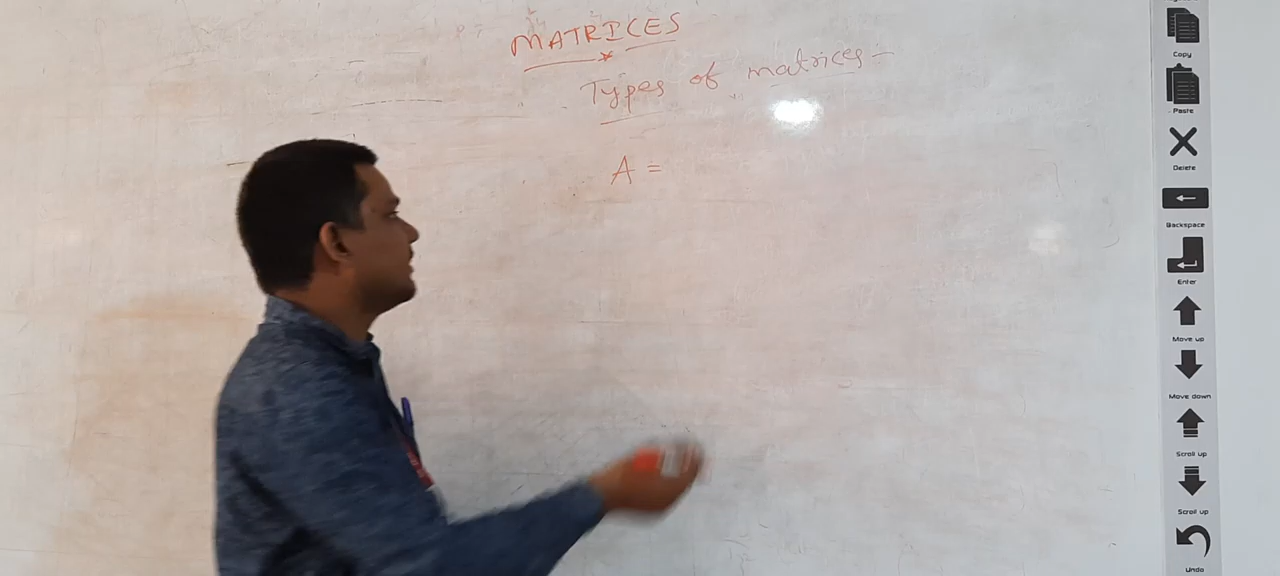 MATRICES
Types of matrices -
A =
Copy
Paste
Delete
Backspace
Enter
Move up
Move down
Scroll up
Scroll up
Undo